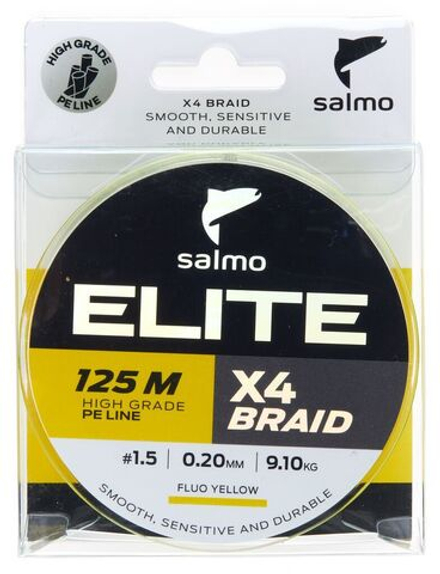 HIGH GRADE
PE LINE
X4 BRAID
SMOOTH, SENSITIVE
AND DURABLE
salmo
salmo
ELITE
125 M
HIGH GRADE
PE LINE
X4
BRAID
#1.5 0.20MM 9.10KG
FLUO YELLOW
SMOOTH, SENSITIVE AND DURABLE